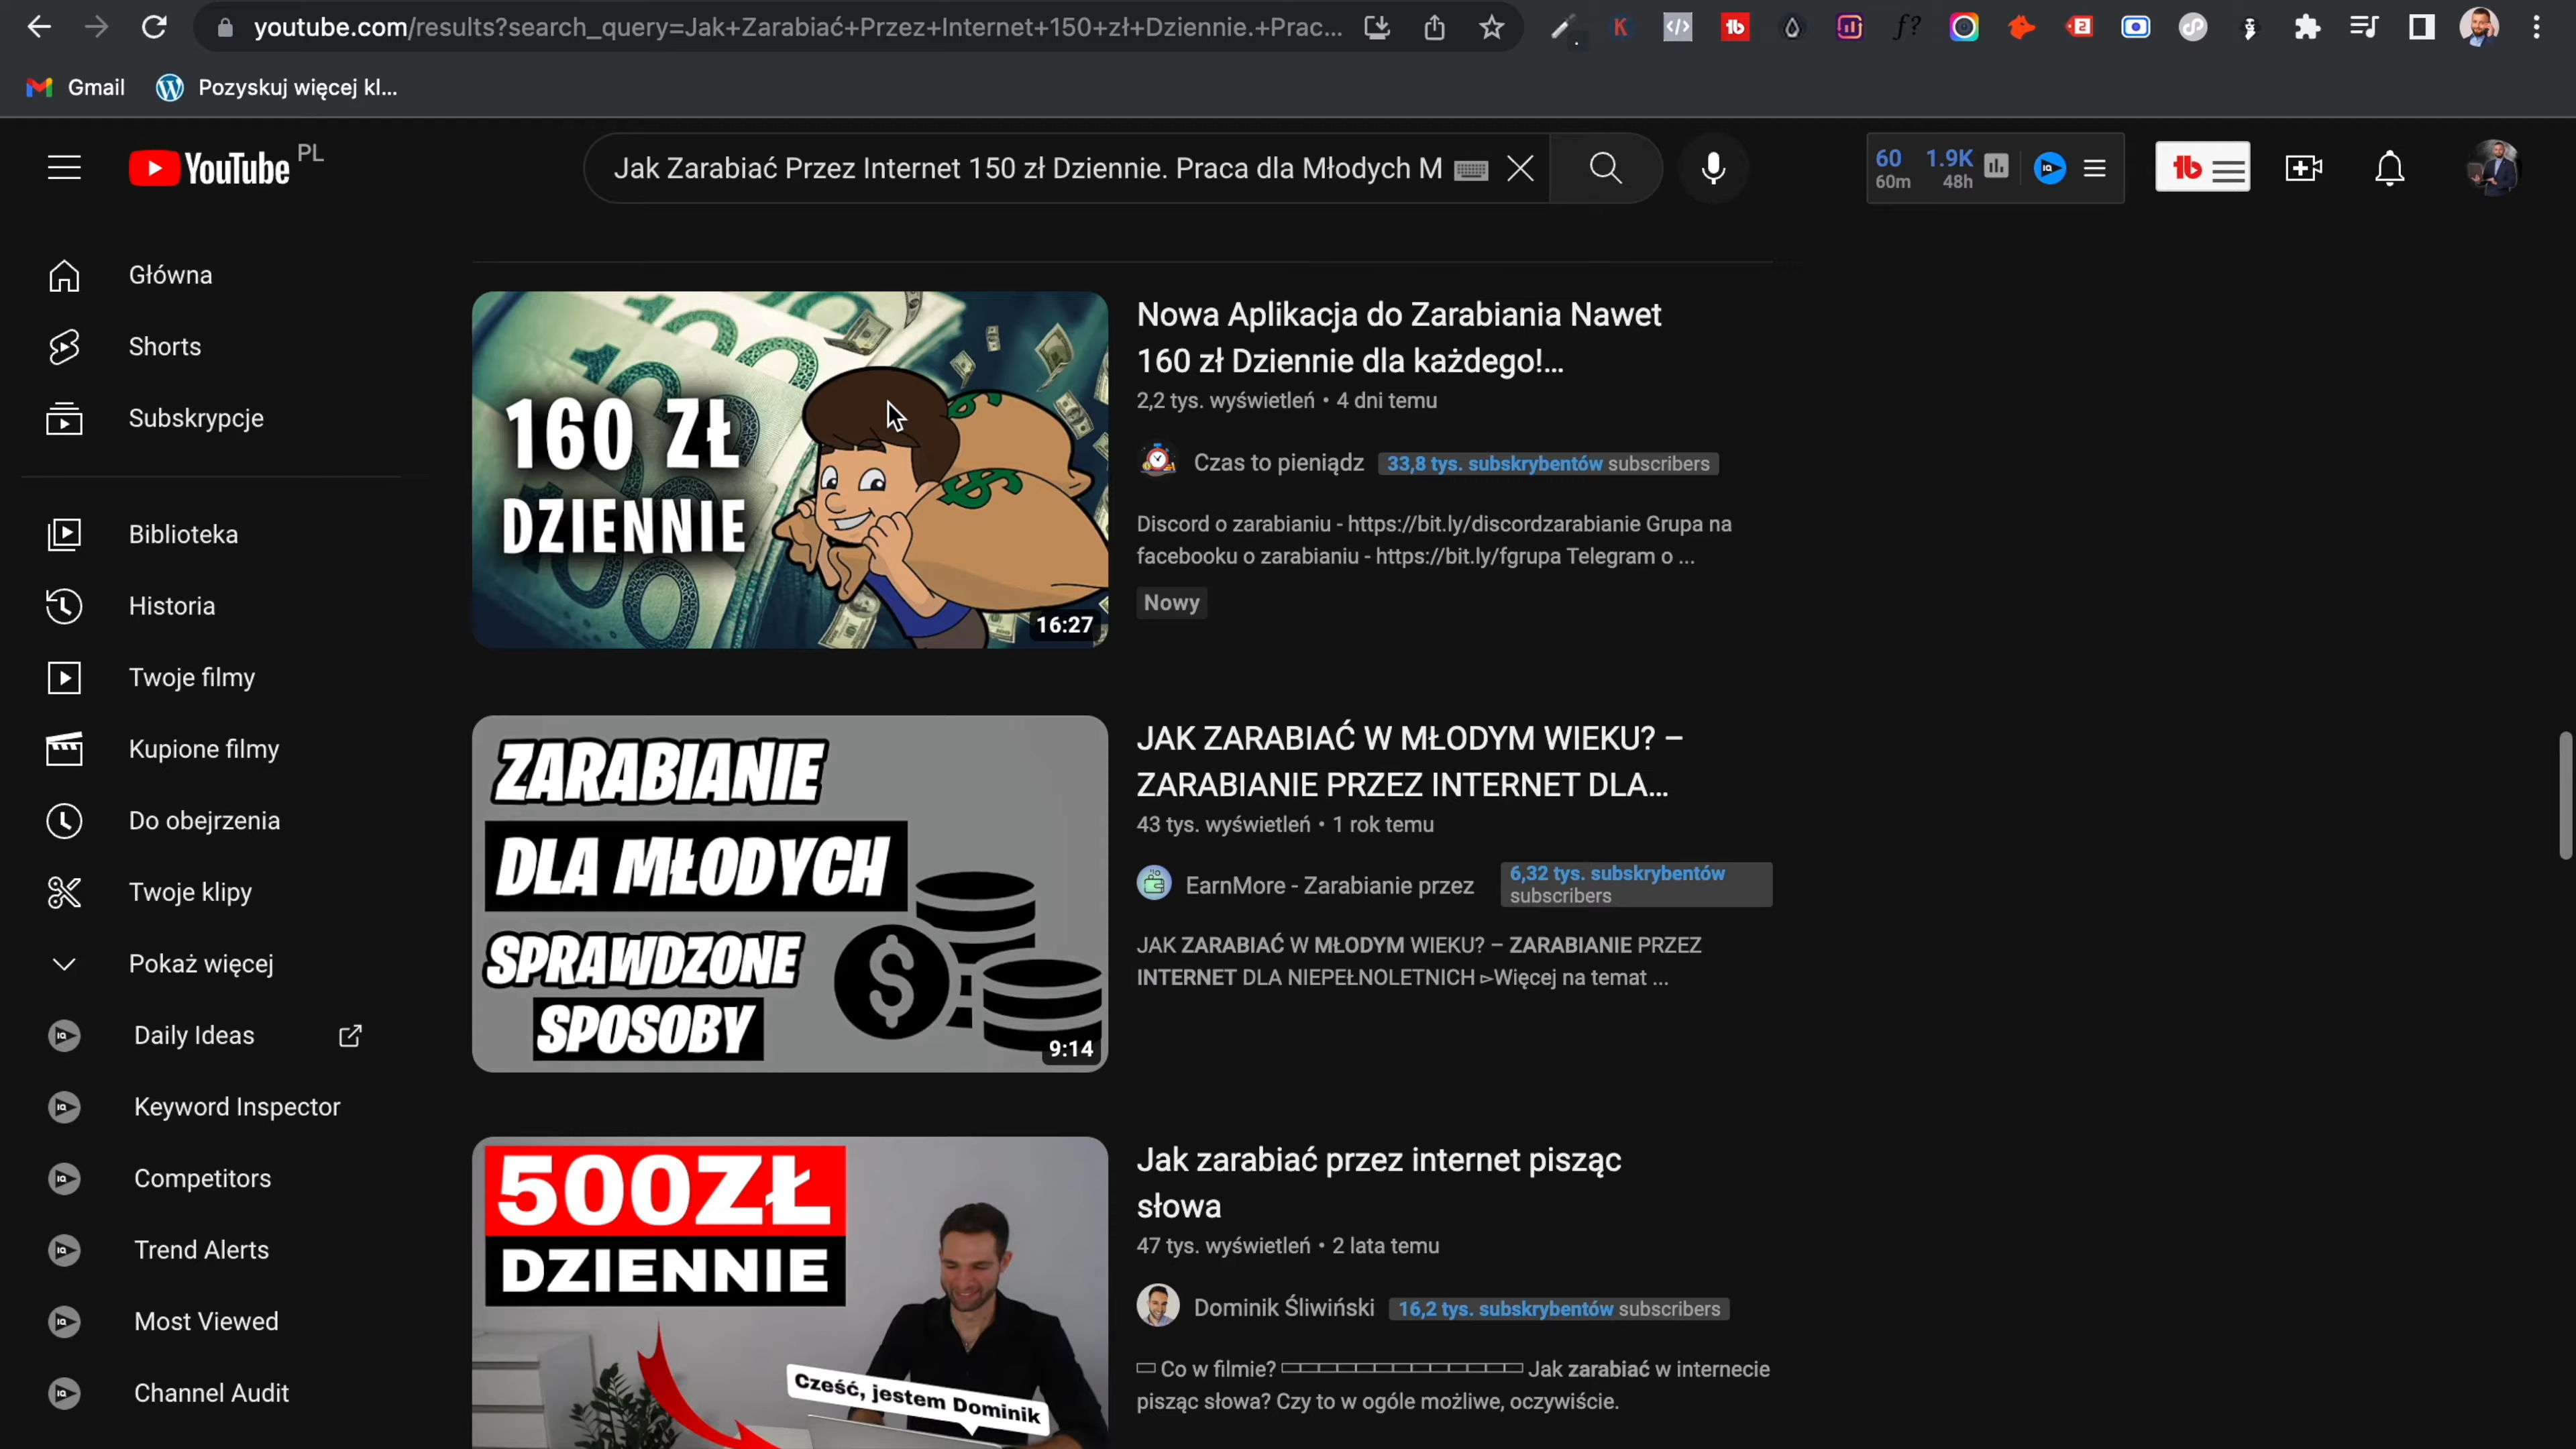 youtube.com/results?search_query=Jak+Zarabiać+Przez+Internet+150+zł+Dziennie.+Prac...
Gmail
Pozyskuj więcej kl...
YouTube PL
Jak Zarabiać Przez Internet 150 zł Dziennie. Praca dla Młodych M
60 1.9K
60m 48h
Główna
Shorts
Subskrypcje
Biblioteka
Historia
Twoje filmy
Kupione filmy
Do obejrzenia
Twoje klipy
Pokaż więcej
Daily Ideas
Keyword Inspector
Competitors
Trend Alerts
Most Viewed
Channel Audit
160 ZŁ
DZIENNIE
16:27
Nowa Aplikacja do Zarabiania Nawet
160 zł Dziennie dla każdego!...
2,2 tys. wyświetleń • 4 dni temu
Czas to pieniądz 33,8 tys. subskrybentów subscribers
Discord o zarabianiu - https://bit.ly/discordzarabianie Grupa na
facebooku o zarabianiu - https://bit.ly/fgrupa Telegram o ...
Nowy
ZARABIANIE
DLA MŁODYCH
SPRAWDZONE
SPOSOBY
9:14
JAK ZARABIAĆ W MŁODYM WIEKU? –
ZARABIANIE PRZEZ INTERNET DLA...
43 tys. wyświetleń • 1 rok temu
EarnMore - Zarabianie przez
6,32 tys. subskrybentów
subscribers
JAK ZARABIAĆ W MŁODYM WIEKU? – ZARABIANIE PRZEZ
INTERNET DLA NIEPEŁNOLETNICH ▻Więcej na temat ...
500ZŁ
DZIENNIE
Cześć, jestem Dominik
Jak zarabiać przez internet pisząc
słowa
47 tys. wyświetleń • 2 lata temu
Dominik Śliwiński 16,2 tys. subskrybentów subscribers
Co w filmie? Jak zarabiać w internecie
pisząc słowa? Czy to w ogóle możliwe, oczywiście.